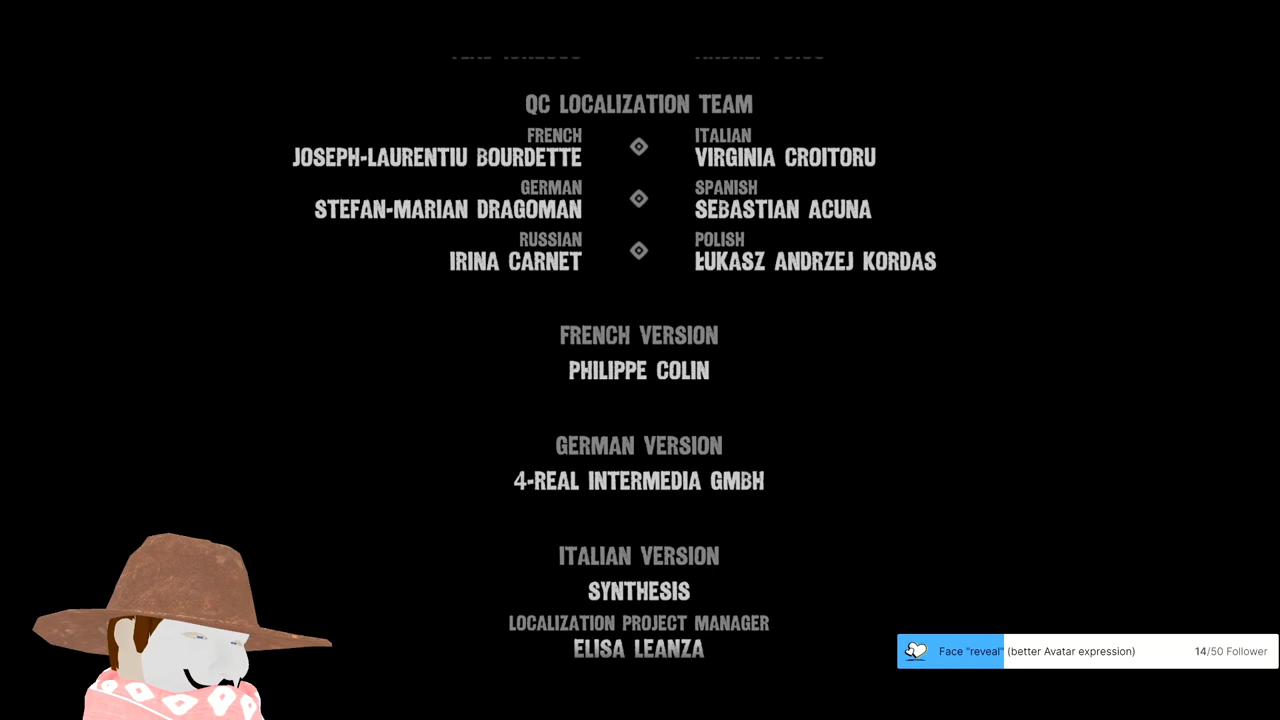 QC LOCALIZATION TEAM
FRENCH
JOSEPH-LAURENTIU BOURDETTE
ITALIAN
VIRGINIA CROITORU
GERMAN
STEFAN-MARIAN DRAGOMAN
SPANISH
SEBASTIAN ACUNA
RUSSIAN
IRINA CARNET
POLISH
ŁUKASZ ANDRZEJ KORDAS
FRENCH VERSION
PHILIPPE COLIN
GERMAN VERSION
4-REAL INTERMEDIA GMBH
ITALIAN VERSION
SYNTHESIS
LOCALIZATION PROJECT MANAGER
ELISA LEANZA
Face "reveal" (better Avatar expression) 14/50 Follower